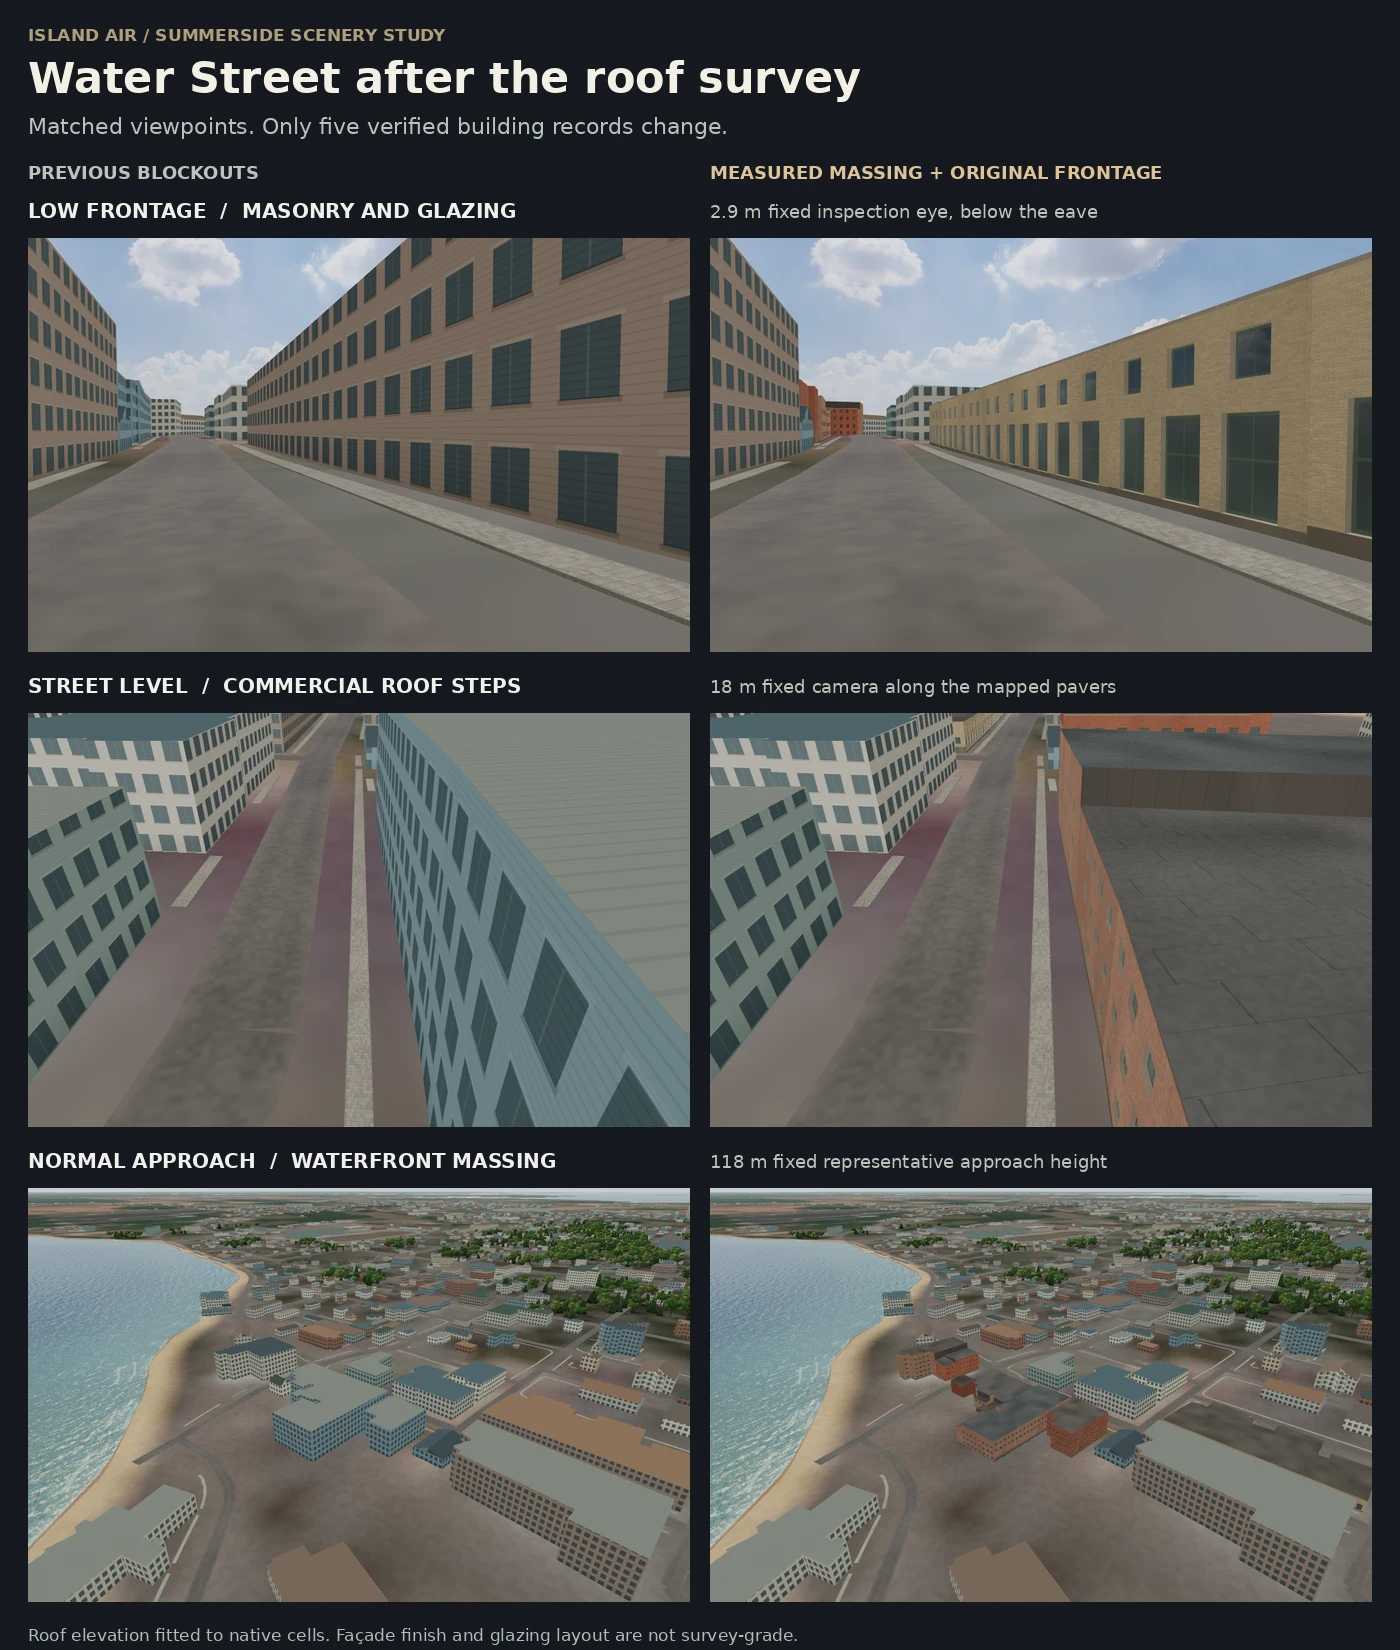 ISLAND AIR / SUMMERSIDE SCENERY STUDY
Water Street after the roof survey
Matched viewpoints. Only five verified building records change.
PREVIOUS BLOCKOUTS
MEASURED MASSING + ORIGINAL FRONTAGE
LOW FRONTAGE / MASONRY AND GLAZING
2.9 m fixed inspection eye, below the eave
STREET LEVEL / COMMERCIAL ROOF STEPS
18 m fixed camera along the mapped pavers
NORMAL APPROACH / WATERFRONT MASSING
118 m fixed representative approach height
Roof elevation fitted to native cells. Façade finish and glazing layout are not survey-grade.